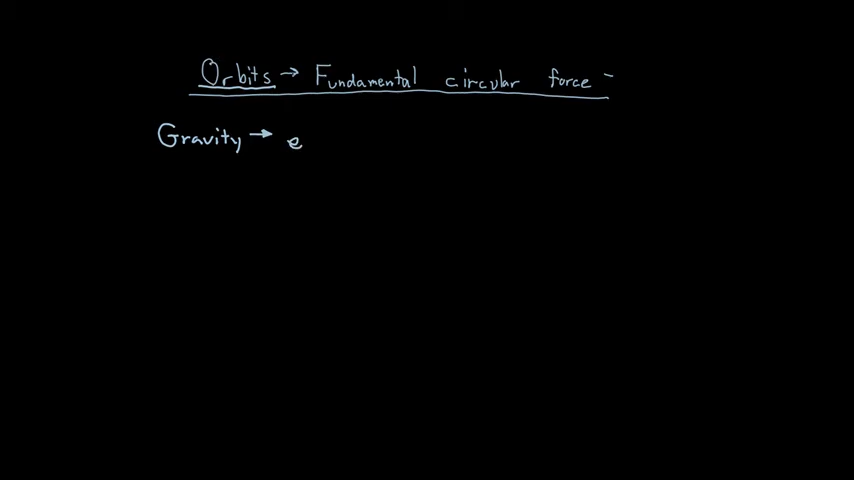 Orbits → Fundamental circular force -
Gravity → e